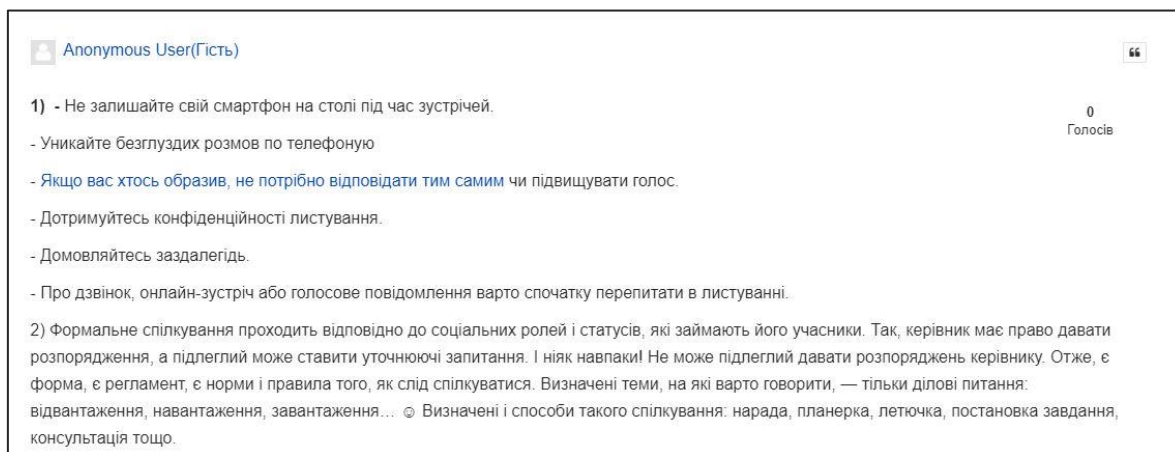 Anonymous User(Гість)
❝
1) - Не залишайте свій смартфон на столі під час зустрічей.
0
Голосів
- Уникайте безглуздих розмов по телефоную
- Якщо вас хтось образив, не потрібно відповідати тим самим чи підвищувати голос.
- Дотримуйтесь конфіденційності листування.
- Домовляйтесь заздалегідь.
- Про дзвінок, онлайн-зустріч або голосове повідомлення варто спочатку перепитати в листуванні.
2) Формальне спілкування проходить відповідно до соціальних ролей і статусів, які займають його учасники. Так, керівник має право давати
розпорядження, а підлеглий може ставити уточнюючі запитання. І ніяк навпаки! Не може підлеглий давати розпоряджень керівнику. Отже, є
форма, є регламент, є норми і правила того, як слід спілкуватися. Визначені теми, на які варто говорити, — тільки ділові питання:
відвантаження, навантаження, завантаження… ☺ Визначені і способи такого спілкування: нарада, планерка, летючка, постановка завдання,
консультація тощо.